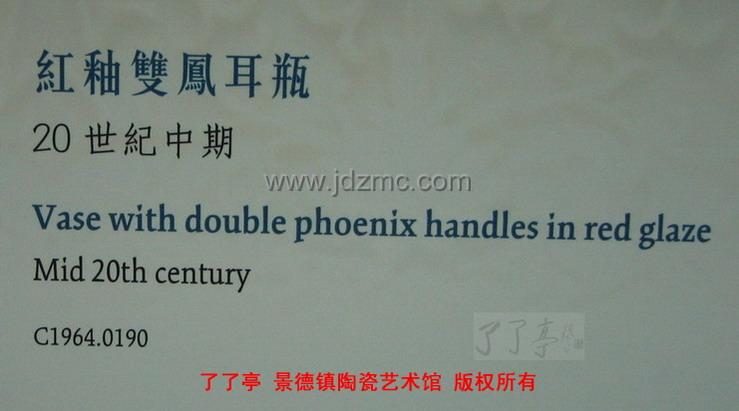 紅釉雙鳳耳瓶
20 世紀中期
www.jdzmc.com
Vase with double phoenix handles in red glaze
Mid 20th century
C1964.0190
了了亭
了了亭 景德镇陶瓷艺术馆 版权所有